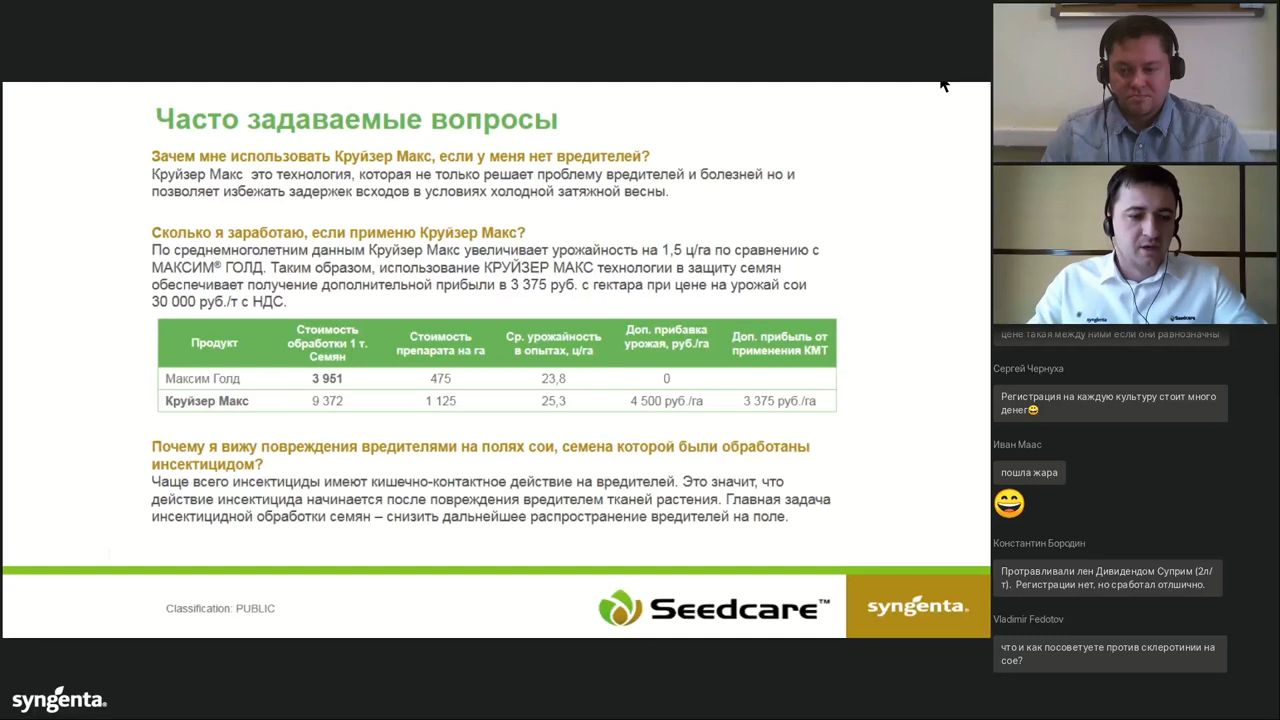 Часто задаваемые вопросы
Зачем мне использовать Круйзер Макс, если у меня нет вредителей?
Круйзер Макс это технология, которая не только решает проблему вредителей и болезней но и
позволяет избежать задержек всходов в условиях холодной затяжной весны.
Сколько я заработаю, если применю Круйзер Макс?
По среднемноголетним данным Круйзер Макс увеличивает урожайность на 1,5 ц/га по сравнению с
МАКСИМ® ГОЛД. Таким образом, использование КРУЙЗЕР МАКС технологии в защиту семян
обеспечивает получение дополнительной прибыли в 3 375 руб. с гектара при цене на урожай сои
30 000 руб./т с НДС.
Продукт
Стоимость
обработки 1 т.
Семян
Стоимость
препарата на га
Ср. урожайность
в опытах, ц/га
Доп. прибавка
урожая, руб./га
Доп. прибыль от
применения КМТ
Максим Голд 3 951 475 23,8 0
Круйзер Макс 9 372 1 125 25,3 4 500 руб./га 3 375 руб./га
Почему я вижу повреждения вредителями на полях сои, семена которой были обработаны
инсектицидом?
Чаще всего инсектициды имеют кишечно-контактное действие на вредителей. Это значит, что
действие инсектицида начинается после повреждения вредителем тканей растения. Главная задача
инсектицидной обработки семян – снизить дальнейшее распространение вредителей на поле.
Classification: PUBLIC
Seedcare™
syngenta®
syngenta®
syngenta
Seedcare
цене такая между ними если они равнозначны
Сергей Чернуха
Регистрация на каждую культуру стоит много
денег😀
Иван Маас
пошла жара
😄
Константин Бородин
Протравливали лен Дивидендом Суприм (2л/
т). Регистрации нет, но сработал отлшично.
Vladimir Fedotov
что и как посоветуете против склеротинии на
сое?